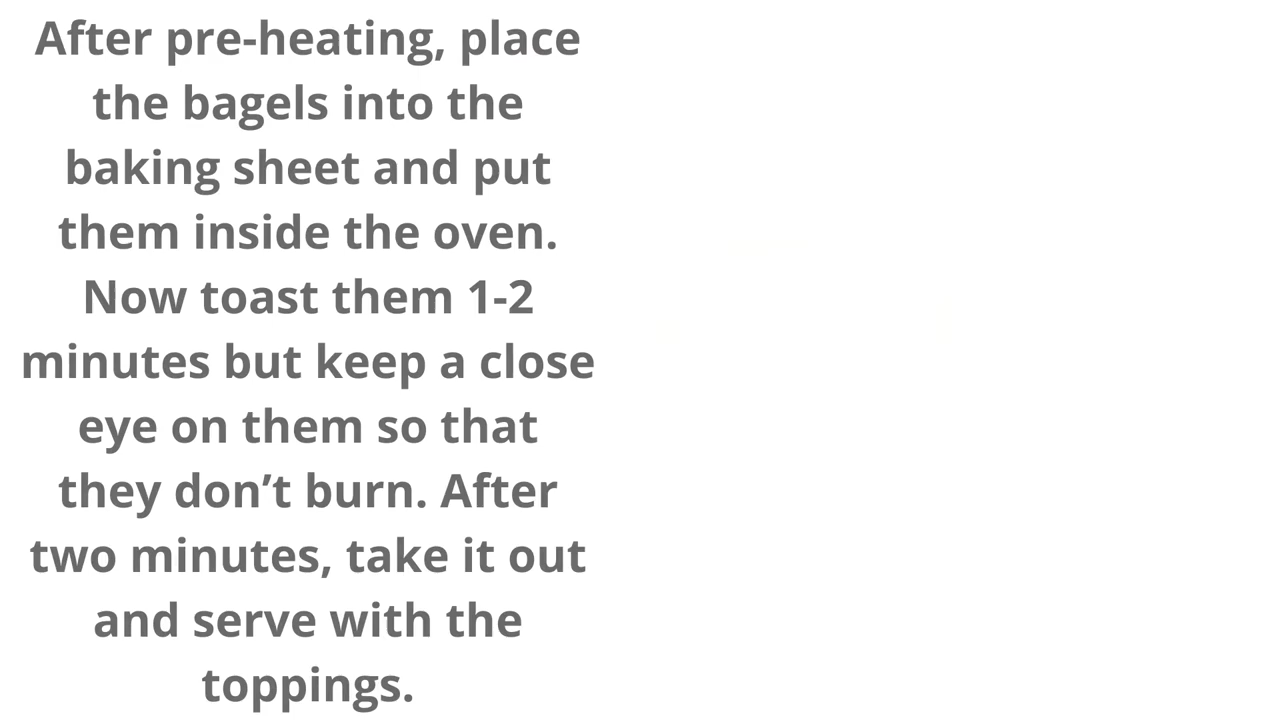 After pre-heating, place
the bagels into the
baking sheet and put
them inside the oven.
Now toast them 1-2
minutes but keep a close
eye on them so that
they don’t burn. After
two minutes, take it out
and serve with the
toppings.